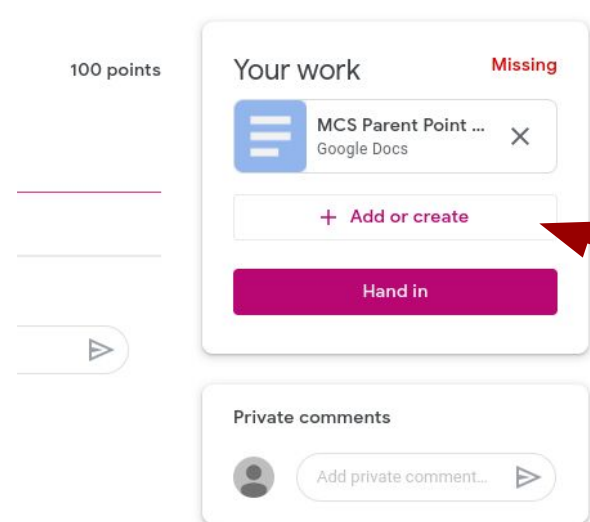 100 points
Your work
Missing
MCS Parent Point ...
Google Docs
+ Add or create
Hand in
Private comments
Add private comment...